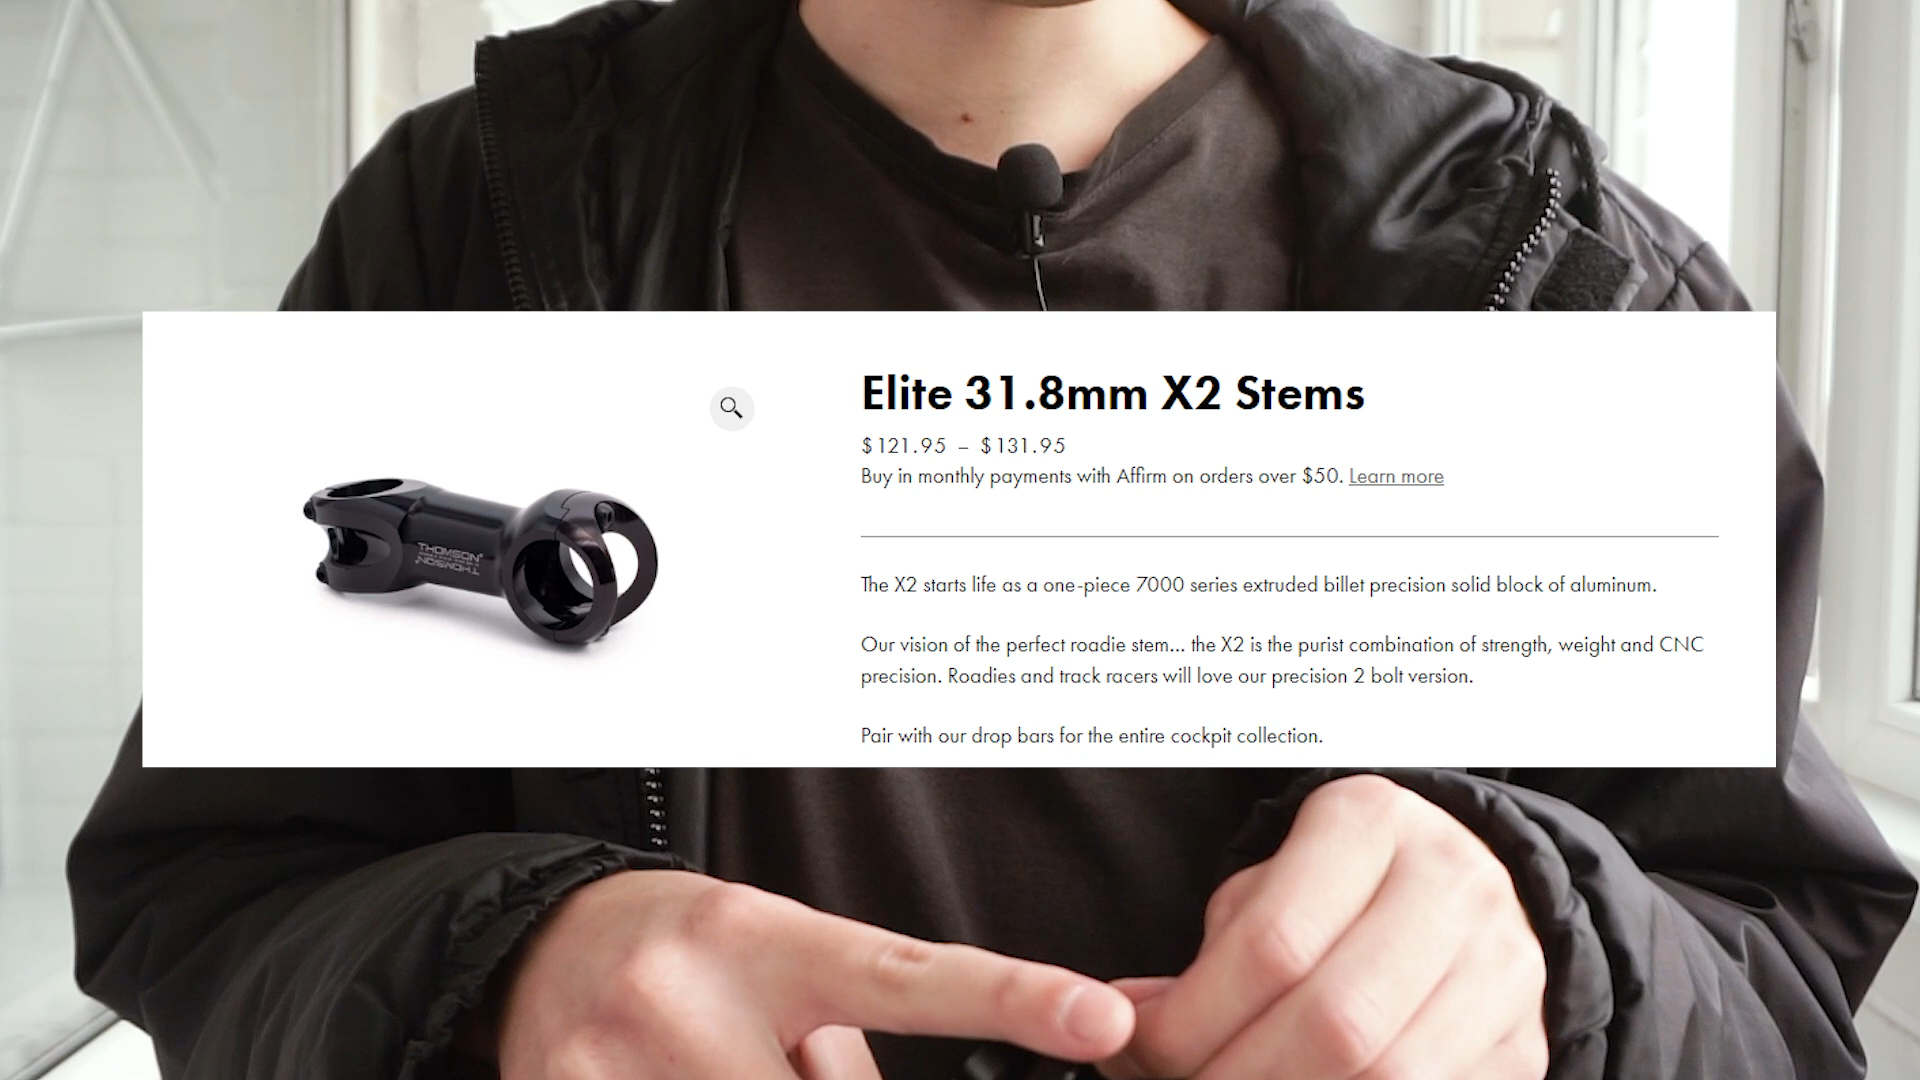 Elite 31.8mm X2 Stems
$121.95 – $131.95
Buy in monthly payments with Affirm on orders over $50. Learn more
THOMSON
THOMSON
The X2 starts life as a one-piece 7000 series extruded billet precision solid block of aluminum.
Our vision of the perfect roadie stem... the X2 is the purist combination of strength, weight and CNC
precision. Roadies and track racers will love our precision 2 bolt version.
Pair with our drop bars for the entire cockpit collection.